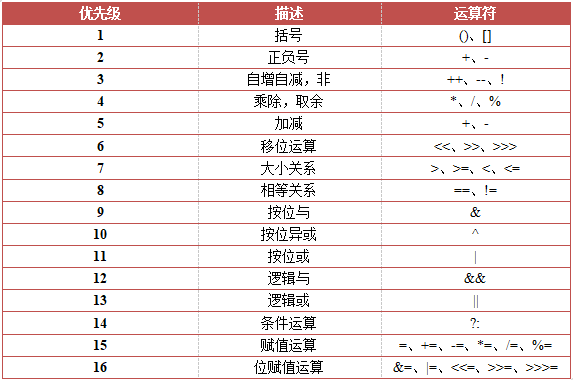 优先级 描述 运算符
1 括号 ()、[]
2 正负号 +、-
3 自增自减，非 ++、--、!
4 乘除，取余 *、/、%
5 加减 +、-
6 移位运算 <<、>>、>>>
7 大小关系 >、>=、<、<=
8 相等关系 ==、!=
9 按位与 &
10 按位异或 ^
11 按位或 |
12 逻辑与 &&
13 逻辑或 ||
14 条件运算 ?:
15 赋值运算 =、+=、-=、*=、/=、%=
16 位赋值运算 &=、|=、<<=、>>=、>>>=